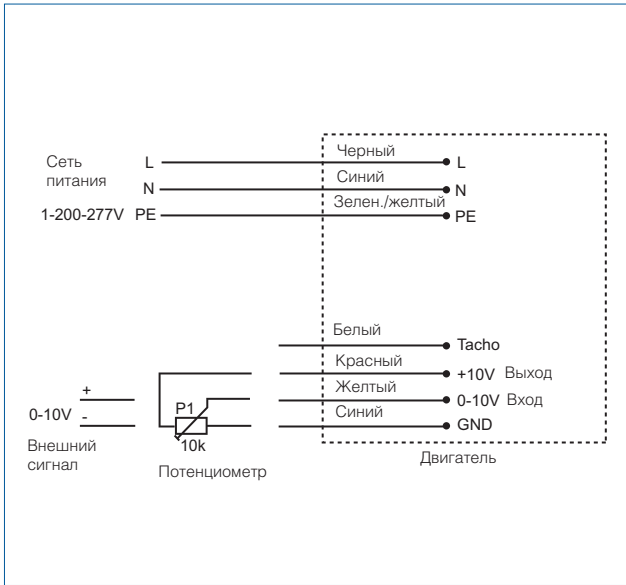 Сеть
питания
1-200-277V
L
N
PE
Черный
Синий
Зелен./желтый
L
N
PE
Белый
Красный
Желтый
Синий
Tacho
+10V Выход
0-10V Вход
GND
+
0-10V
-
Внешний
сигнал
P1
10k
Потенциометр
Двигатель